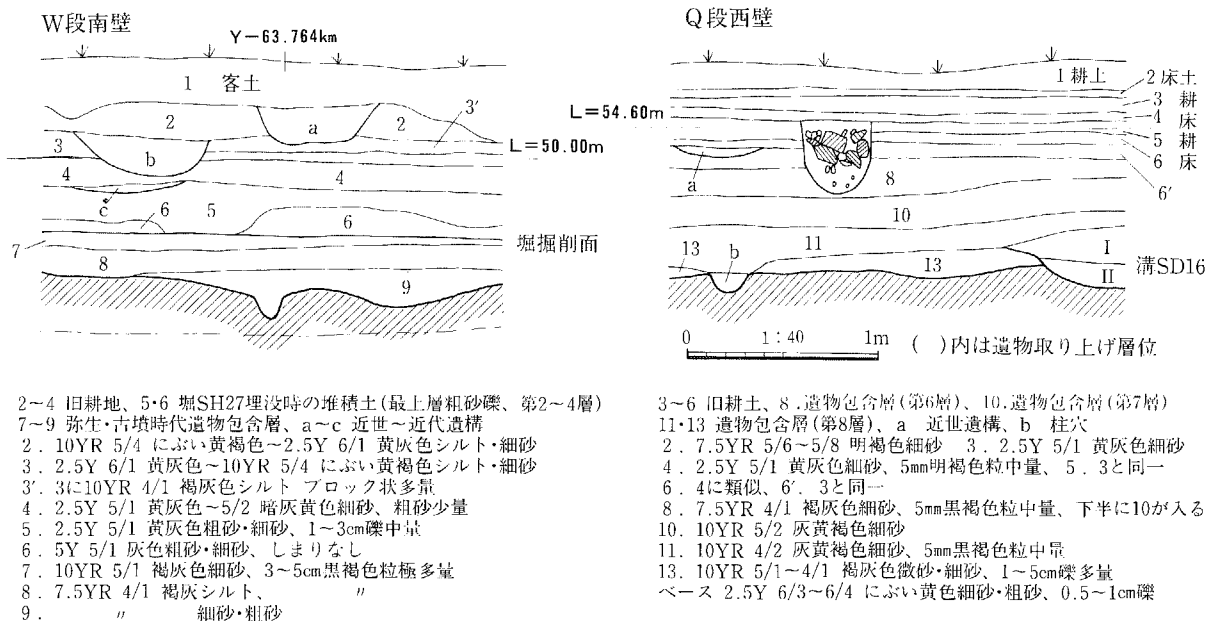 W段南壁
Y－63.764km
1 客土
2
a
2
3′
L=50.00m
3
b
4
4
c
6
5
6
7
堀掘削面
8
9
Q段西壁
1 耕土
2 床土
3 耕
L=54.60m
4 床
5 耕
6 床
a
8
6′
10
13
b
11
13
I
II
溝SD16
0 1:40 1m
( )内は遺物取り上げ層位
2~4 旧耕地、5・6 堀SH27埋没時の堆積土(最上層粗砂礫、第2~4層)
7~9 弥生・古墳時代遺物包含層、a~c 近世~近代遺構
2. 10YR 5/4 にぶい黄褐色~2.5Y 6/1 黄灰色シルト・細砂
3. 2.5Y 6/1 黄灰色~10YR 5/4 にぶい黄褐色シルト・細砂
3′. 3に10YR 4/1 褐灰色シルト ブロック状多量
4. 2.5Y 5/1 黄灰色~5/2 暗灰黄色細砂、粗砂少量
5. 2.5Y 5/1 黄灰色粗砂・細砂、1~3cm礫中量
6. 5Y 5/1 灰色粗砂・細砂、しまりなし
7. 10YR 5/1 褐灰色細砂、3~5cm黒褐色粒極多量
8. 7.5YR 4/1 褐灰シルト、 〃
9. 〃 細砂・粗砂
3~6 旧耕土、8.遺物包含層(第6層)、10.遺物包含層(第7層)
11・13 遺物包含層(第8層)、a 近世遺構、b 柱穴
2. 7.5YR 5/6~5/8 明褐色細砂 3. 2.5Y 5/1 黄灰色細砂
4. 2.5Y 5/1 黄灰色細砂、5mm明褐色粒中量、5. 3と同一
6. 4に類似、6′. 3と同一
8. 7.5YR 4/1 褐灰色細砂、5mm黒褐色粒中量、下半に10が入る
10. 10YR 5/2 灰黄褐色細砂
11. 10YR 4/2 灰黄褐色細砂、5mm黒褐色粒中量
13. 10YR 5/1~4/1 褐灰色微砂・細砂、1~5cm礫多量
ベース 2.5Y 6/3~6/4 にぶい黄色細砂・粗砂、0.5~1cm礫